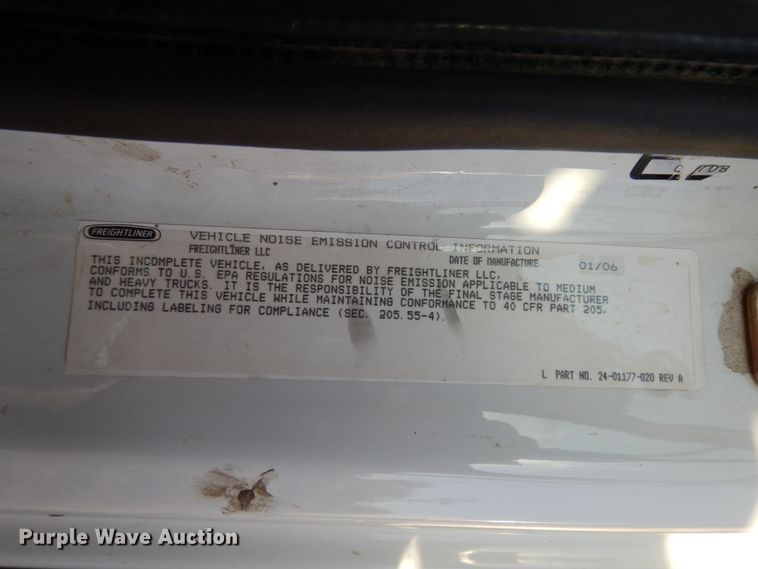 FREIGHTLINER
VEHICLE NOISE EMISSION CONTROL INFORMATION
FREIGHTLINER LLC DATE OF MANUFACTURE 01/06
THIS INCOMPLETE VEHICLE, AS DELIVERED BY FREIGHTLINER LLC,
CONFORMS TO U.S. EPA REGULATIONS FOR NOISE EMISSION APPLICABLE TO MEDIUM
AND HEAVY TRUCKS. IT IS THE RESPONSIBILITY OF THE FINAL STAGE MANUFACTURER
TO COMPLETE THIS VEHICLE WHILE MAINTAINING CONFORMANCE TO 40 CFR PART 205,
INCLUDING LABELING FOR COMPLIANCE (SEC. 205.55-4).
L PART NO. 24-01177-020 REV A
Purple Wave Auction